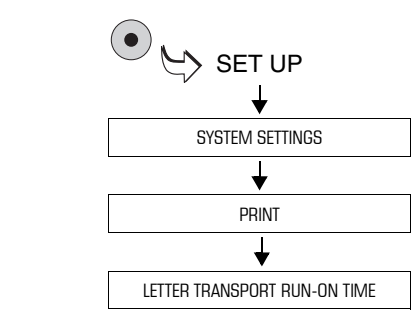 SET UP
SYSTEM SETTINGS
PRINT
LETTER TRANSPORT RUN-ON TIME